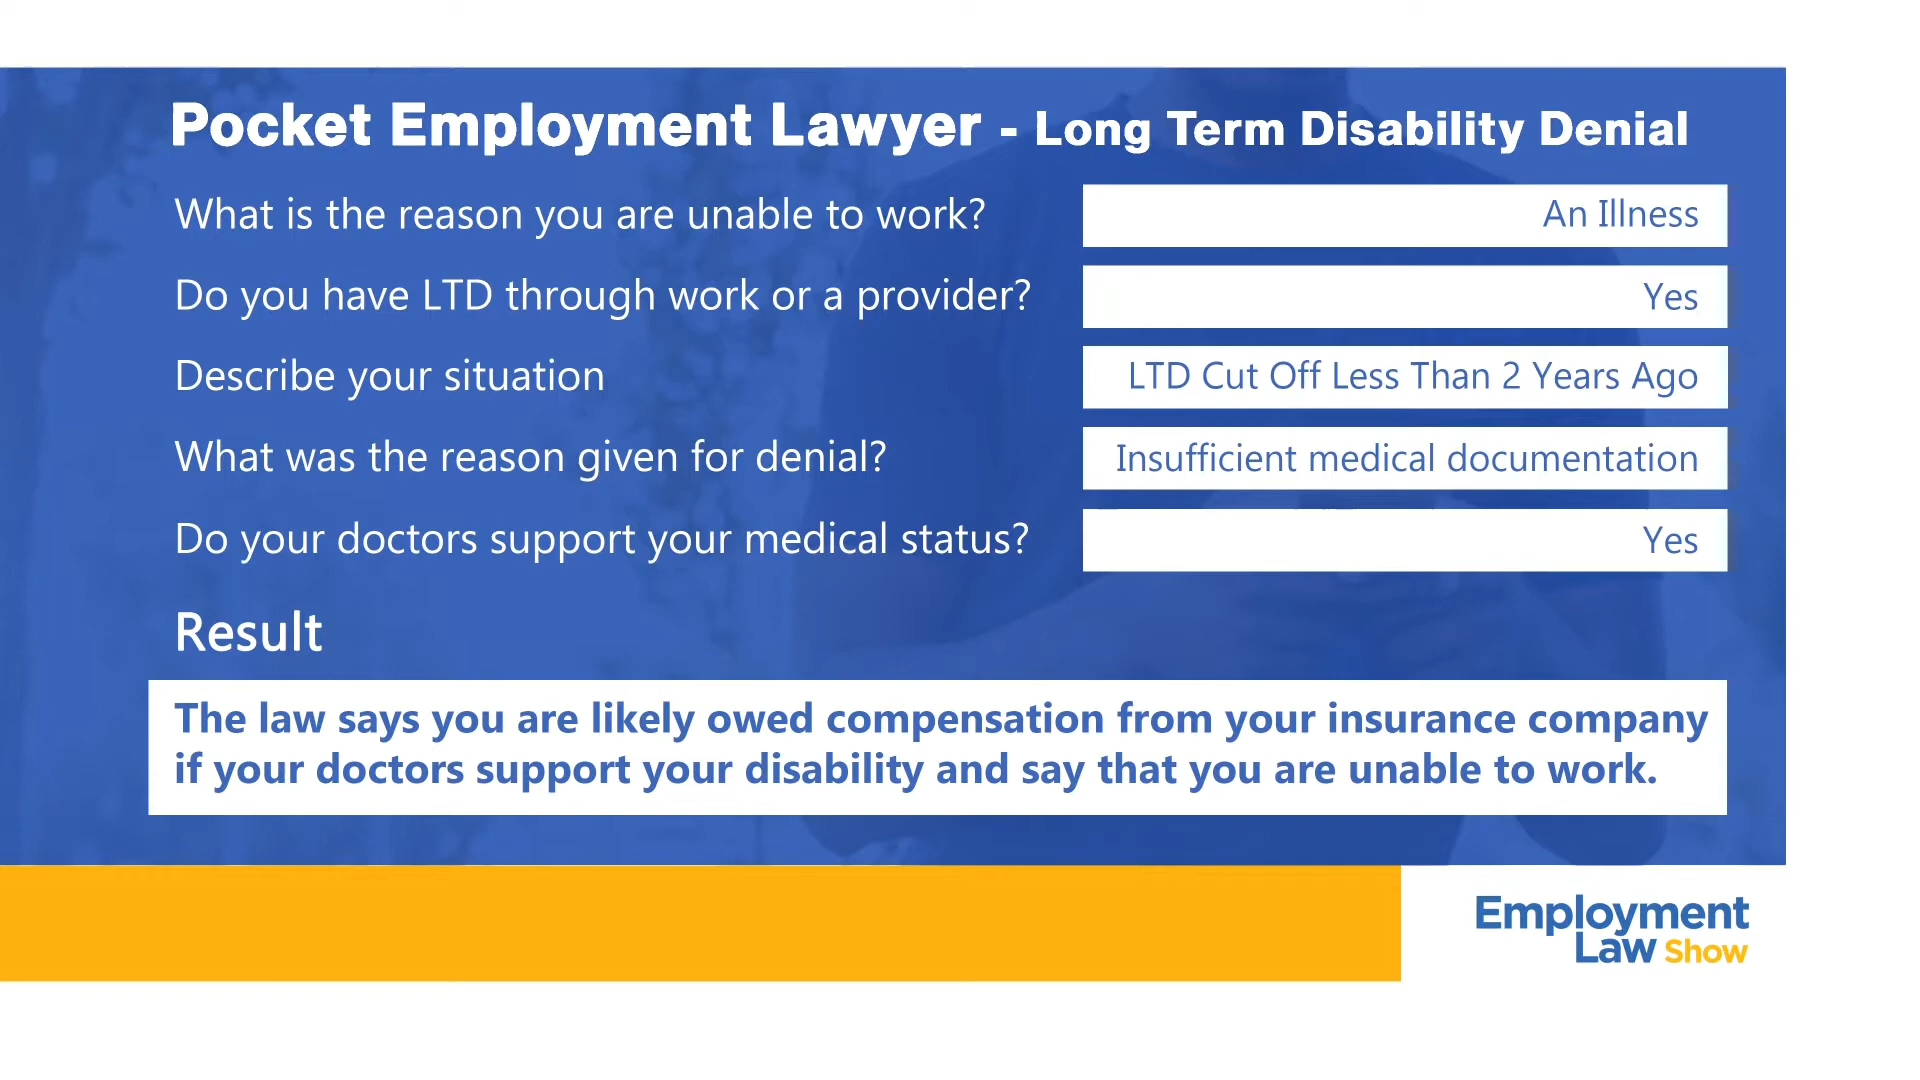 Pocket Employment Lawyer - Long Term Disability Denial
What is the reason you are unable to work? An Illness
Do you have LTD through work or a provider? Yes
Describe your situation LTD Cut Off Less Than 2 Years Ago
What was the reason given for denial? Insufficient medical documentation
Do your doctors support your medical status? Yes
Result
The law says you are likely owed compensation from your insurance company
if your doctors support your disability and say that you are unable to work.
Employment
Law Show